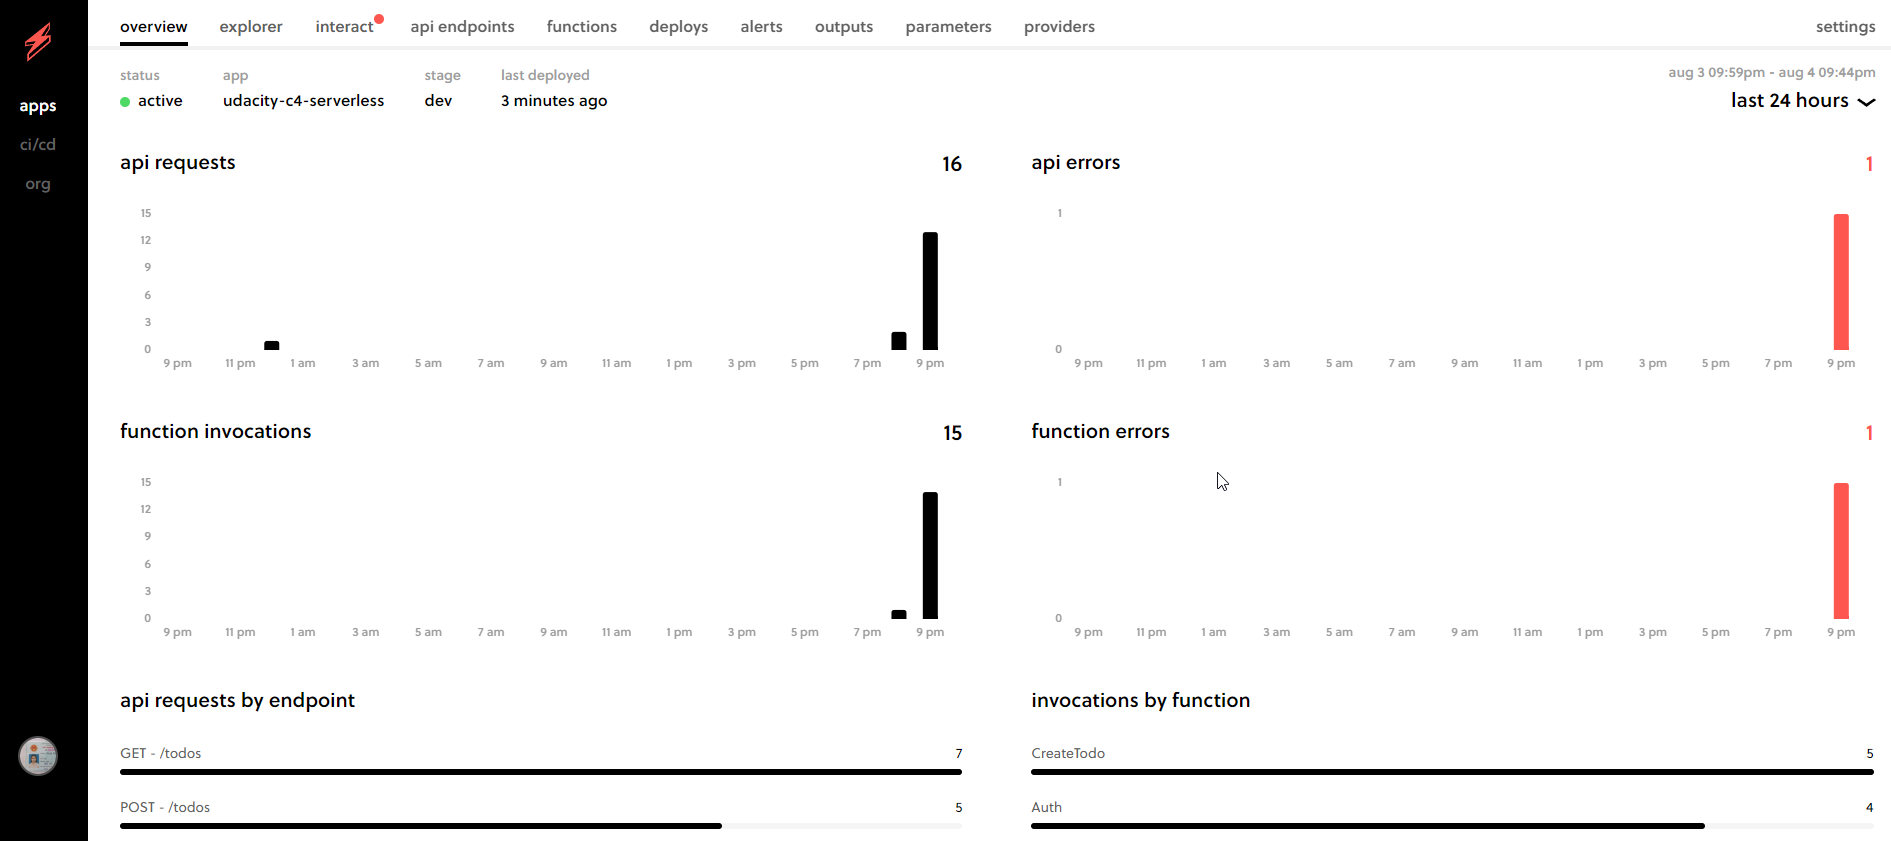 overview explorer interact api endpoints functions deploys alerts outputs parameters providers settings
apps
ci/cd
org
status app stage last deployed aug 3 09:59pm - aug 4 09:44pm
active udacity-c4-serverless dev 3 minutes ago last 24 hours
api requests 16
15
12
9
6
3
0
9 pm 11 pm 1 am 3 am 5 am 7 am 9 am 11 am 1 pm 3 pm 5 pm 7 pm 9 pm
api errors 1
1
0
9 pm 11 pm 1 am 3 am 5 am 7 am 9 am 11 am 1 pm 3 pm 5 pm 7 pm 9 pm
function invocations 15
15
12
9
6
3
0
9 pm 11 pm 1 am 3 am 5 am 7 am 9 am 11 am 1 pm 3 pm 5 pm 7 pm 9 pm
function errors 1
1
0
9 pm 11 pm 1 am 3 am 5 am 7 am 9 am 11 am 1 pm 3 pm 5 pm 7 pm 9 pm
api requests by endpoint
GET - /todos 7
POST - /todos 5
invocations by function
CreateTodo 5
Auth 4